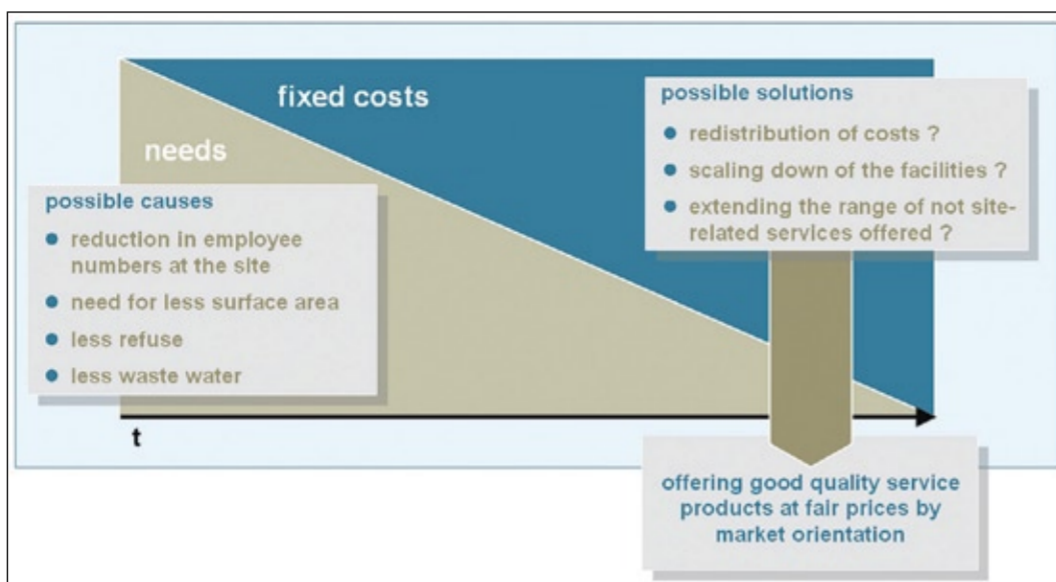 fixed costs
needs
possible causes
● reduction in employee
numbers at the site
● need for less surface area
● less refuse
● less waste water
t
possible solutions
● redistribution of costs ?
● scaling down of the facilities ?
● extending the range of not site-
related services offered ?
offering good quality service
products at fair prices by
market orientation